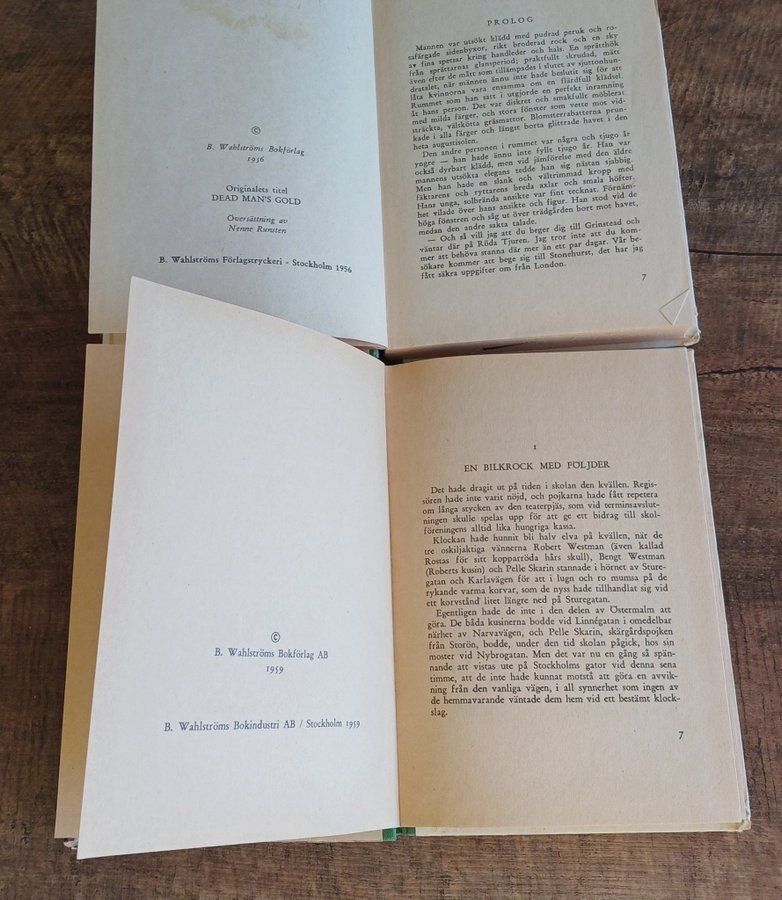 ©
B. Wahlströms Bokförlag
1956
Originalets titel
DEAD MAN'S GOLD
Översättning av
Nenne Runsten
B. Wahlströms Förlagstryckeri - Stockholm 1956
PROLOG
Mannen var utsökt klädd med pudrad peruk och ro-
safärgade sidenbyxor, rikt broderad rock och en sky
av fina spetsar kring handleder och hals. En sprätthök
från sprättarnas glansperiod; praktfullt skrudad, mätt
även efter de mått som tillämpades i slutet av sjuttonhun-
dratalet, när männen ännu inte hade beslutit sig för att
låta kvinnorna vara ensamma om en flärdfull klädsel.
Rummet som han satt i utgjorde en perfekt inramning
åt hans person. Det var diskret och smakfullt möblerat
med milda färger, och stora fönster som vette mos vid-
sträckta, välskötta gräsmattor. Blomsterrabatterna prun-
kade i alla färger och längst borta glittrade havet i den
heta augustisolen.
Den andre personen i rummet var några och tjugo år
yngre — han hade ännu inte fyllt tjugo år. Han var
också dyrbart klädd, men vid jämförelse med den äldre
mannens utsökta elegans tedde han sig nästan sjabbig.
Men han hade en slank och vältrimmad kropp med
fäktarens och ryttarens breda axlar och smala höfter.
Hans unga, solbrända ansikte var fint tecknat. Förnäm-
het vilade över hans ansikte och figur. Han stod vid de
höga fönstren och såg ut över trädgården bort mot havet,
medan den andre sakta talade.
— Och så vill jag att du beger dig till Grinstead och
väntar där på Röda Tjuren. Jag tror inte att du kom-
mer att behöva stanna där mer än ett par dagar. Vår be-
sökare kommer att bege sig till Stonehurst, det har jag
fått säkra uppgifter om från London.
7
©
B. Wahlströms Bokförlag AB
1959
B. Wahlströms Bokindustri AB / Stockholm 1959
1
EN BILKROCK MED FÖLJDER
Det hade dragit ut på tiden i skolan den kvällen. Regis-
sören hade inte varit nöjd, och pojkarna hade fått repetera
om långa stycken av den teaterpjäs, som vid terminsavslut-
ningen skulle spelas upp för att ge ett bidrag till skol-
föreningens alltid lika hungriga kassa.
Klockan hade hunnit bli halv elva på kvällen, när de
tre oskiljaktiga vännerna Robert Westman (även kallad
Rostas för sitt kopparröda hårs skull), Bengt Westman
(Roberts kusin) och Pelle Skarin stannade i hörnet av Sture-
gatan och Karlavägen för att i lugn och ro mumsa på de
rykande varma korvar, som de nyss hade tillhandlat sig vid
ett korvstånd litet längre ned på Sturegatan.
Egentligen hade de inte i den delen av Östermalm att
göra. De båda kusinerna bodde vid Linnégatan i omedelbar
närhet av Narvavägen, och Pelle Skarin, skärgårdspojken
från Storön, bodde, under den tid skolan pågick, hos sin
moster vid Nybrogatan. Men det var nu en gång så spän-
nande att vistas ute på Stockholms gator vid denna sena
timme, att de inte hade kunnat motstå att göra en avvik-
ning från den vanliga vägen, i all synnerhet som ingen av
de hemmavarande väntade dem hem vid ett bestämt klock-
slag.
7